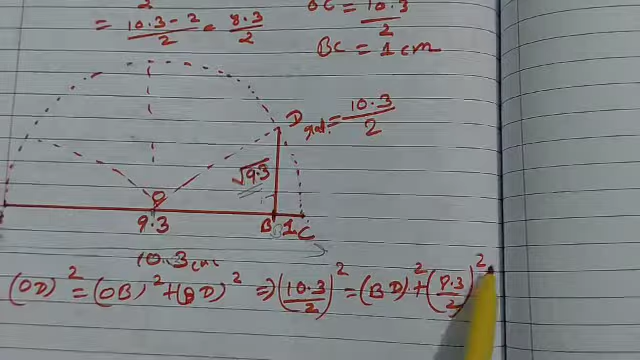 = 10.3 - 2 / 2 = 8.3 / 2
OC = 10.3 / 2
BC = 1 cm
D
= 10.3 / 2
√9.3
O
9.3
B 1 C
10.3 cm
(OD)² = (OB)² + (BD)² ⇒ (10.3 / 2)² = (BD)² + (8.3 / 2)²